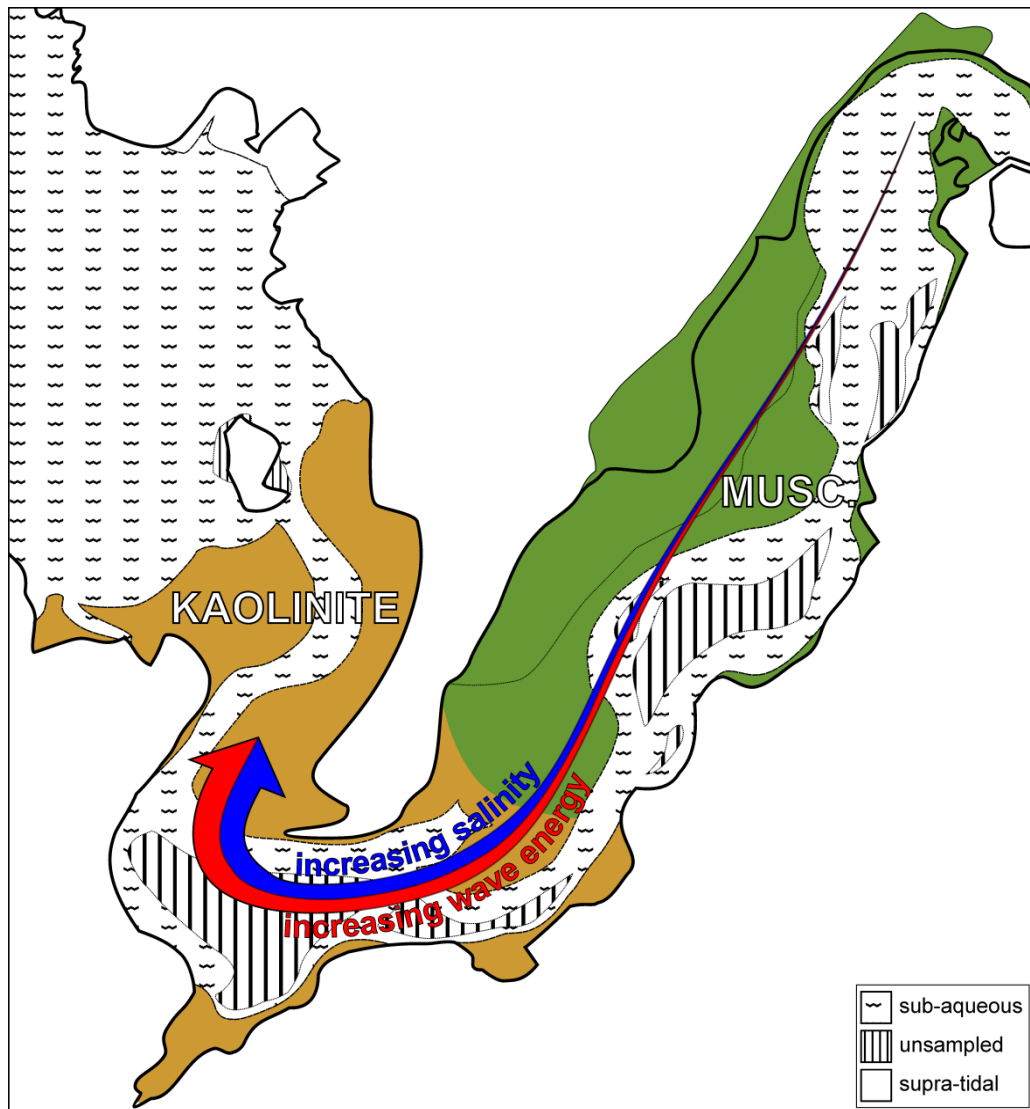 MUSC.
KAOLINITE
increasing salinity
increasing wave energy
sub-aqueous
unsampled
supra-tidal